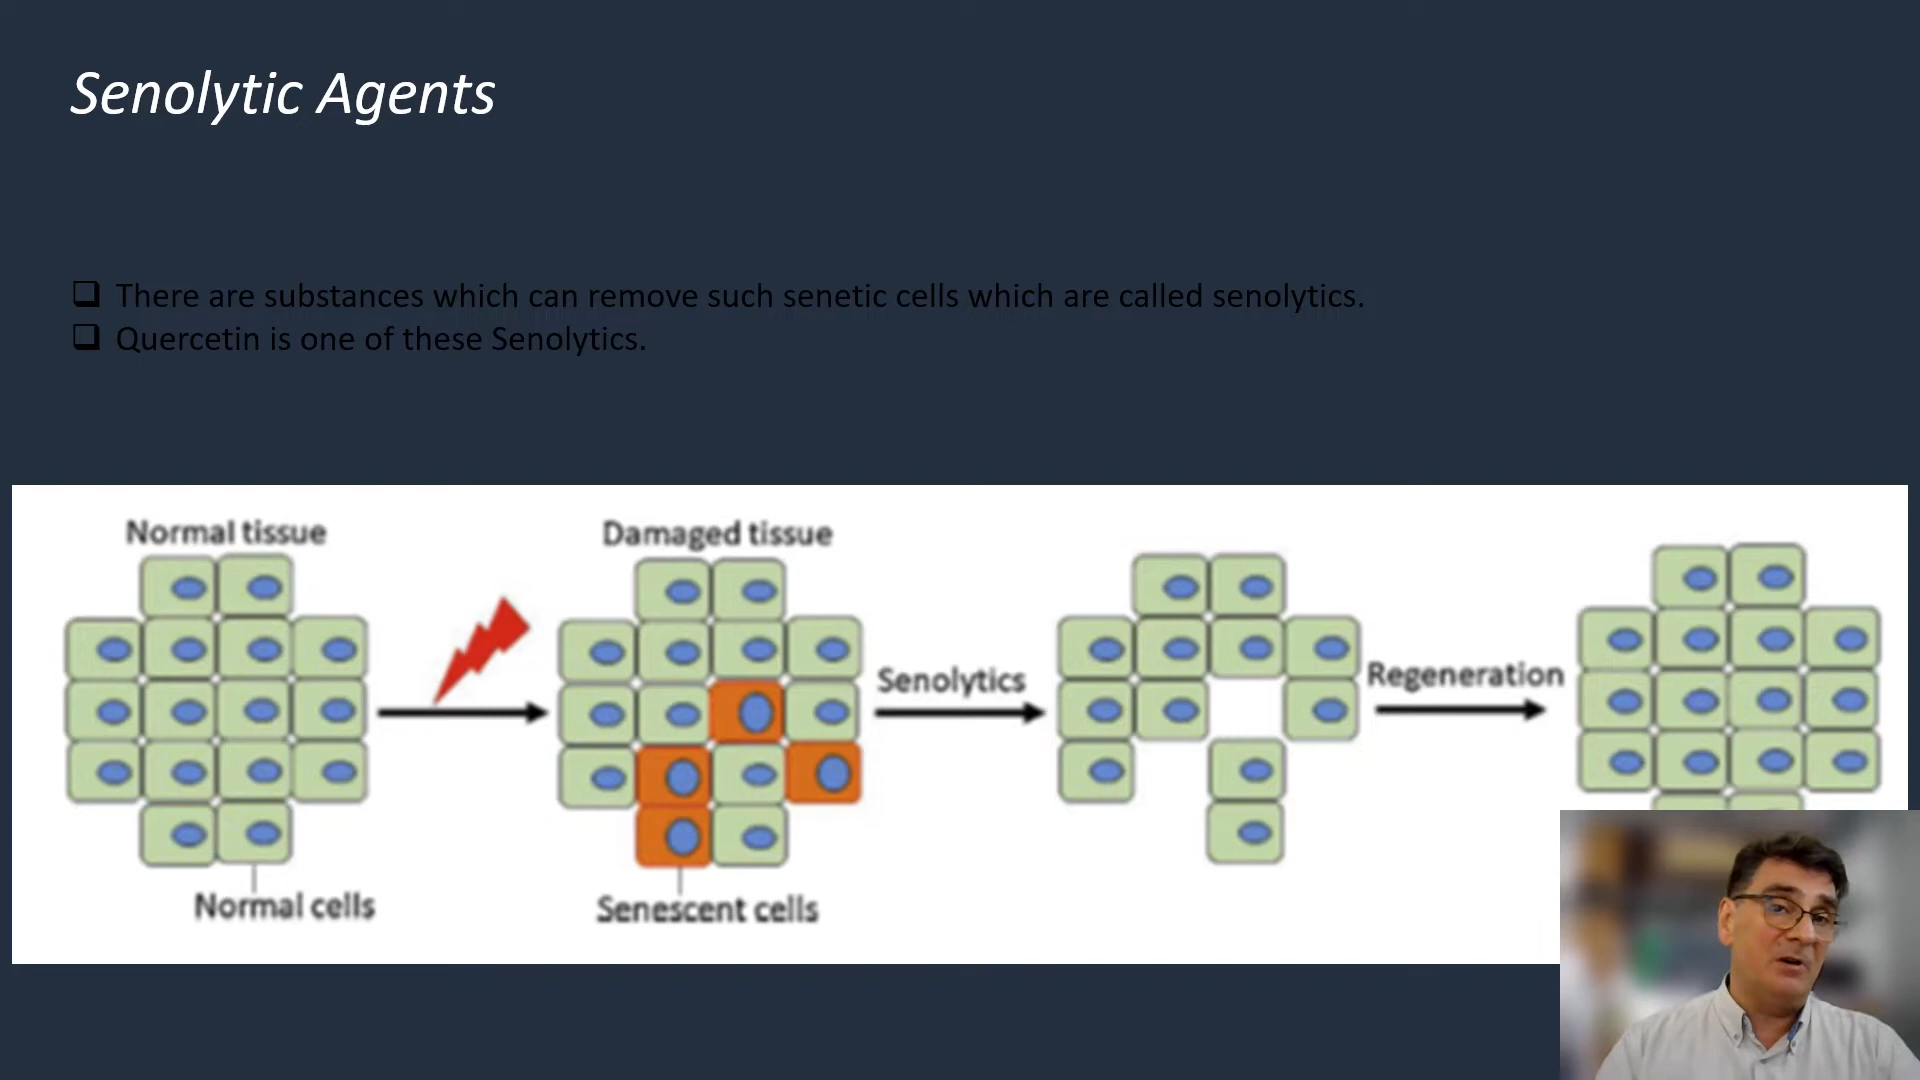 Senolytic Agents
❑ There are substances which can remove such senetic cells which are called senolytics.
❑ Quercetin is one of these Senolytics.
Normal tissue
Damaged tissue
Senolytics
Regeneration
Normal cells
Senescent cells